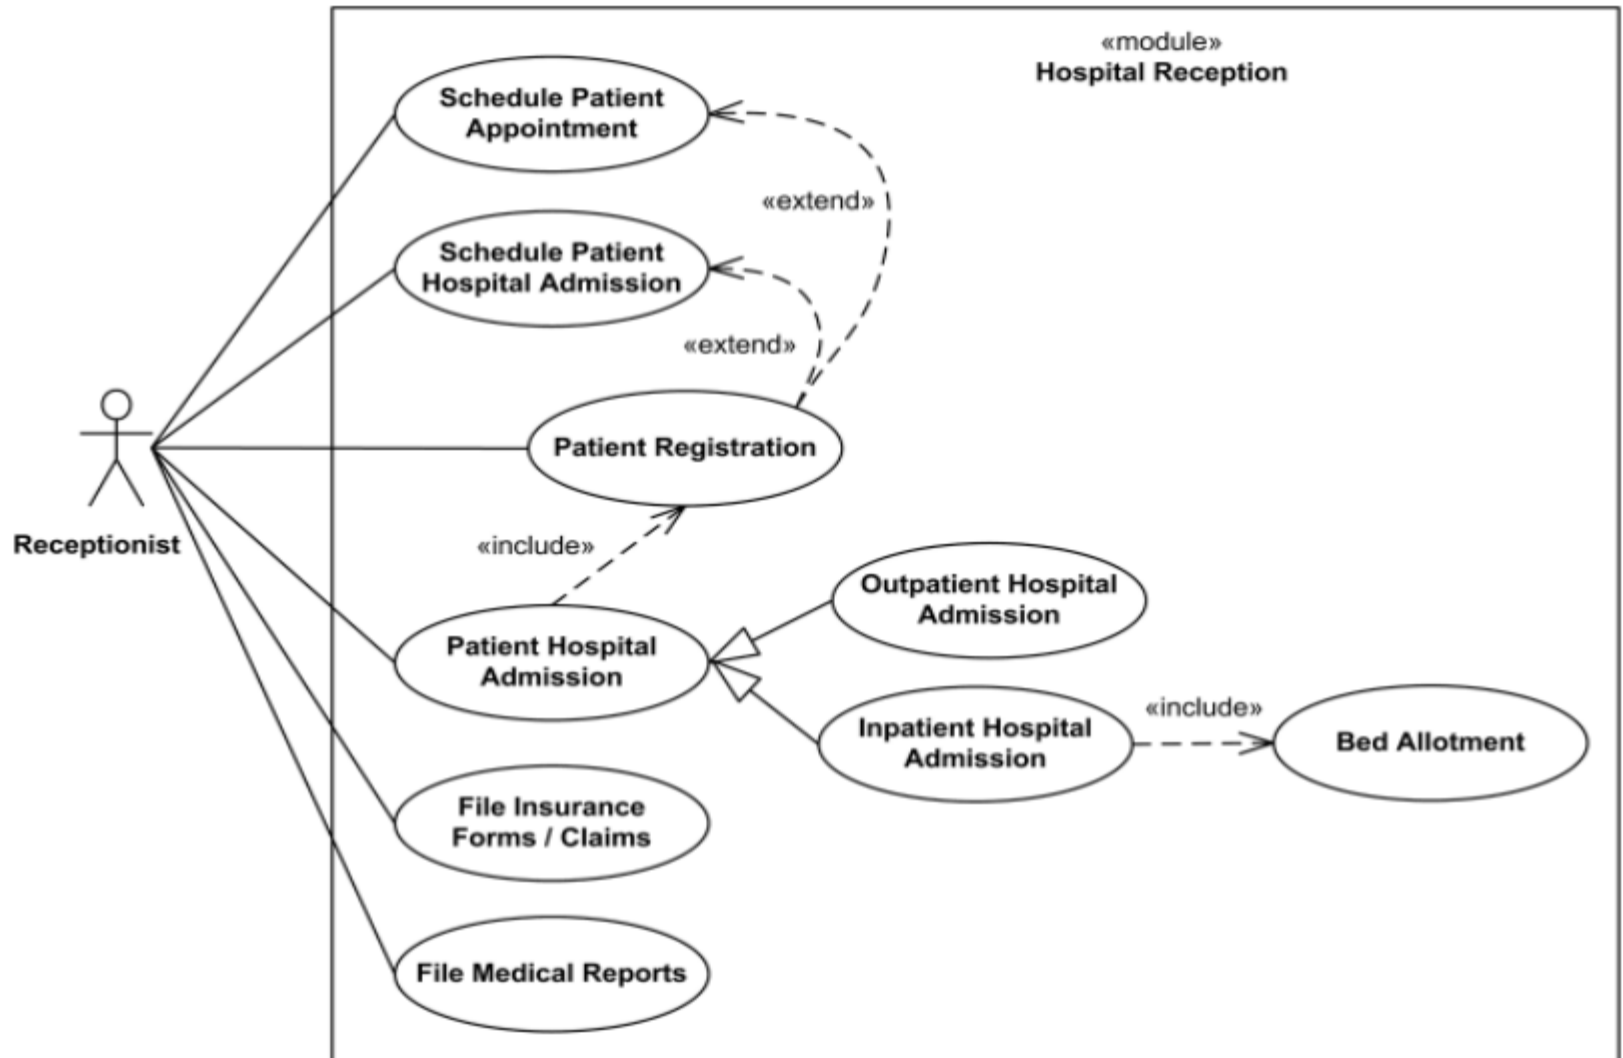 «module»
Hospital Reception
Schedule Patient
Appointment
«extend»
Schedule Patient
Hospital Admission
«extend»
Patient Registration
Receptionist
«include»
Outpatient Hospital
Admission
Patient Hospital
Admission
Inpatient Hospital
Admission
«include»
Bed Allotment
File Insurance
Forms / Claims
File Medical Reports